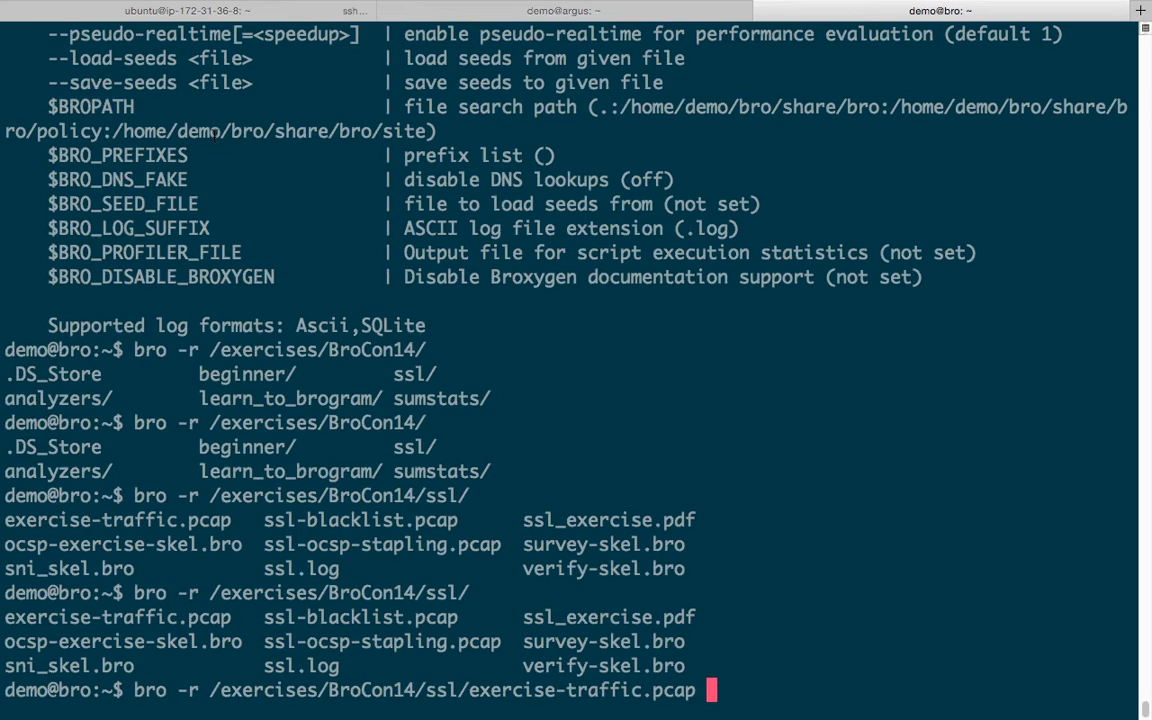 ubuntu@ip-172-31-36-8: ~ ssh... demo@argus: ~ demo@bro: ~ +
--pseudo-realtime[=<speedup>] | enable pseudo-realtime for performance evaluation (default 1)
--load-seeds <file> | load seeds from given file
--save-seeds <file> | save seeds to given file
$BROPATH | file search path (.:/home/demo/bro/share/bro:/home/demo/bro/share/b
ro/policy:/home/demo/bro/share/bro/site)
$BRO_PREFIXES | prefix list ()
$BRO_DNS_FAKE | disable DNS lookups (off)
$BRO_SEED_FILE | file to load seeds from (not set)
$BRO_LOG_SUFFIX | ASCII log file extension (.log)
$BRO_PROFILER_FILE | Output file for script execution statistics (not set)
$BRO_DISABLE_BROXYGEN | Disable Broxygen documentation support (not set)
Supported log formats: Ascii,SQLite
demo@bro:~$ bro -r /exercises/BroCon14/
.DS_Store beginner/ ssl/
analyzers/ learn_to_brogram/ sumstats/
demo@bro:~$ bro -r /exercises/BroCon14/
.DS_Store beginner/ ssl/
analyzers/ learn_to_brogram/ sumstats/
demo@bro:~$ bro -r /exercises/BroCon14/ssl/
exercise-traffic.pcap ssl-blacklist.pcap ssl_exercise.pdf
ocsp-exercise-skel.bro ssl-ocsp-stapling.pcap survey-skel.bro
sni_skel.bro ssl.log verify-skel.bro
demo@bro:~$ bro -r /exercises/BroCon14/ssl/
exercise-traffic.pcap ssl-blacklist.pcap ssl_exercise.pdf
ocsp-exercise-skel.bro ssl-ocsp-stapling.pcap survey-skel.bro
sni_skel.bro ssl.log verify-skel.bro
demo@bro:~$ bro -r /exercises/BroCon14/ssl/exercise-traffic.pcap